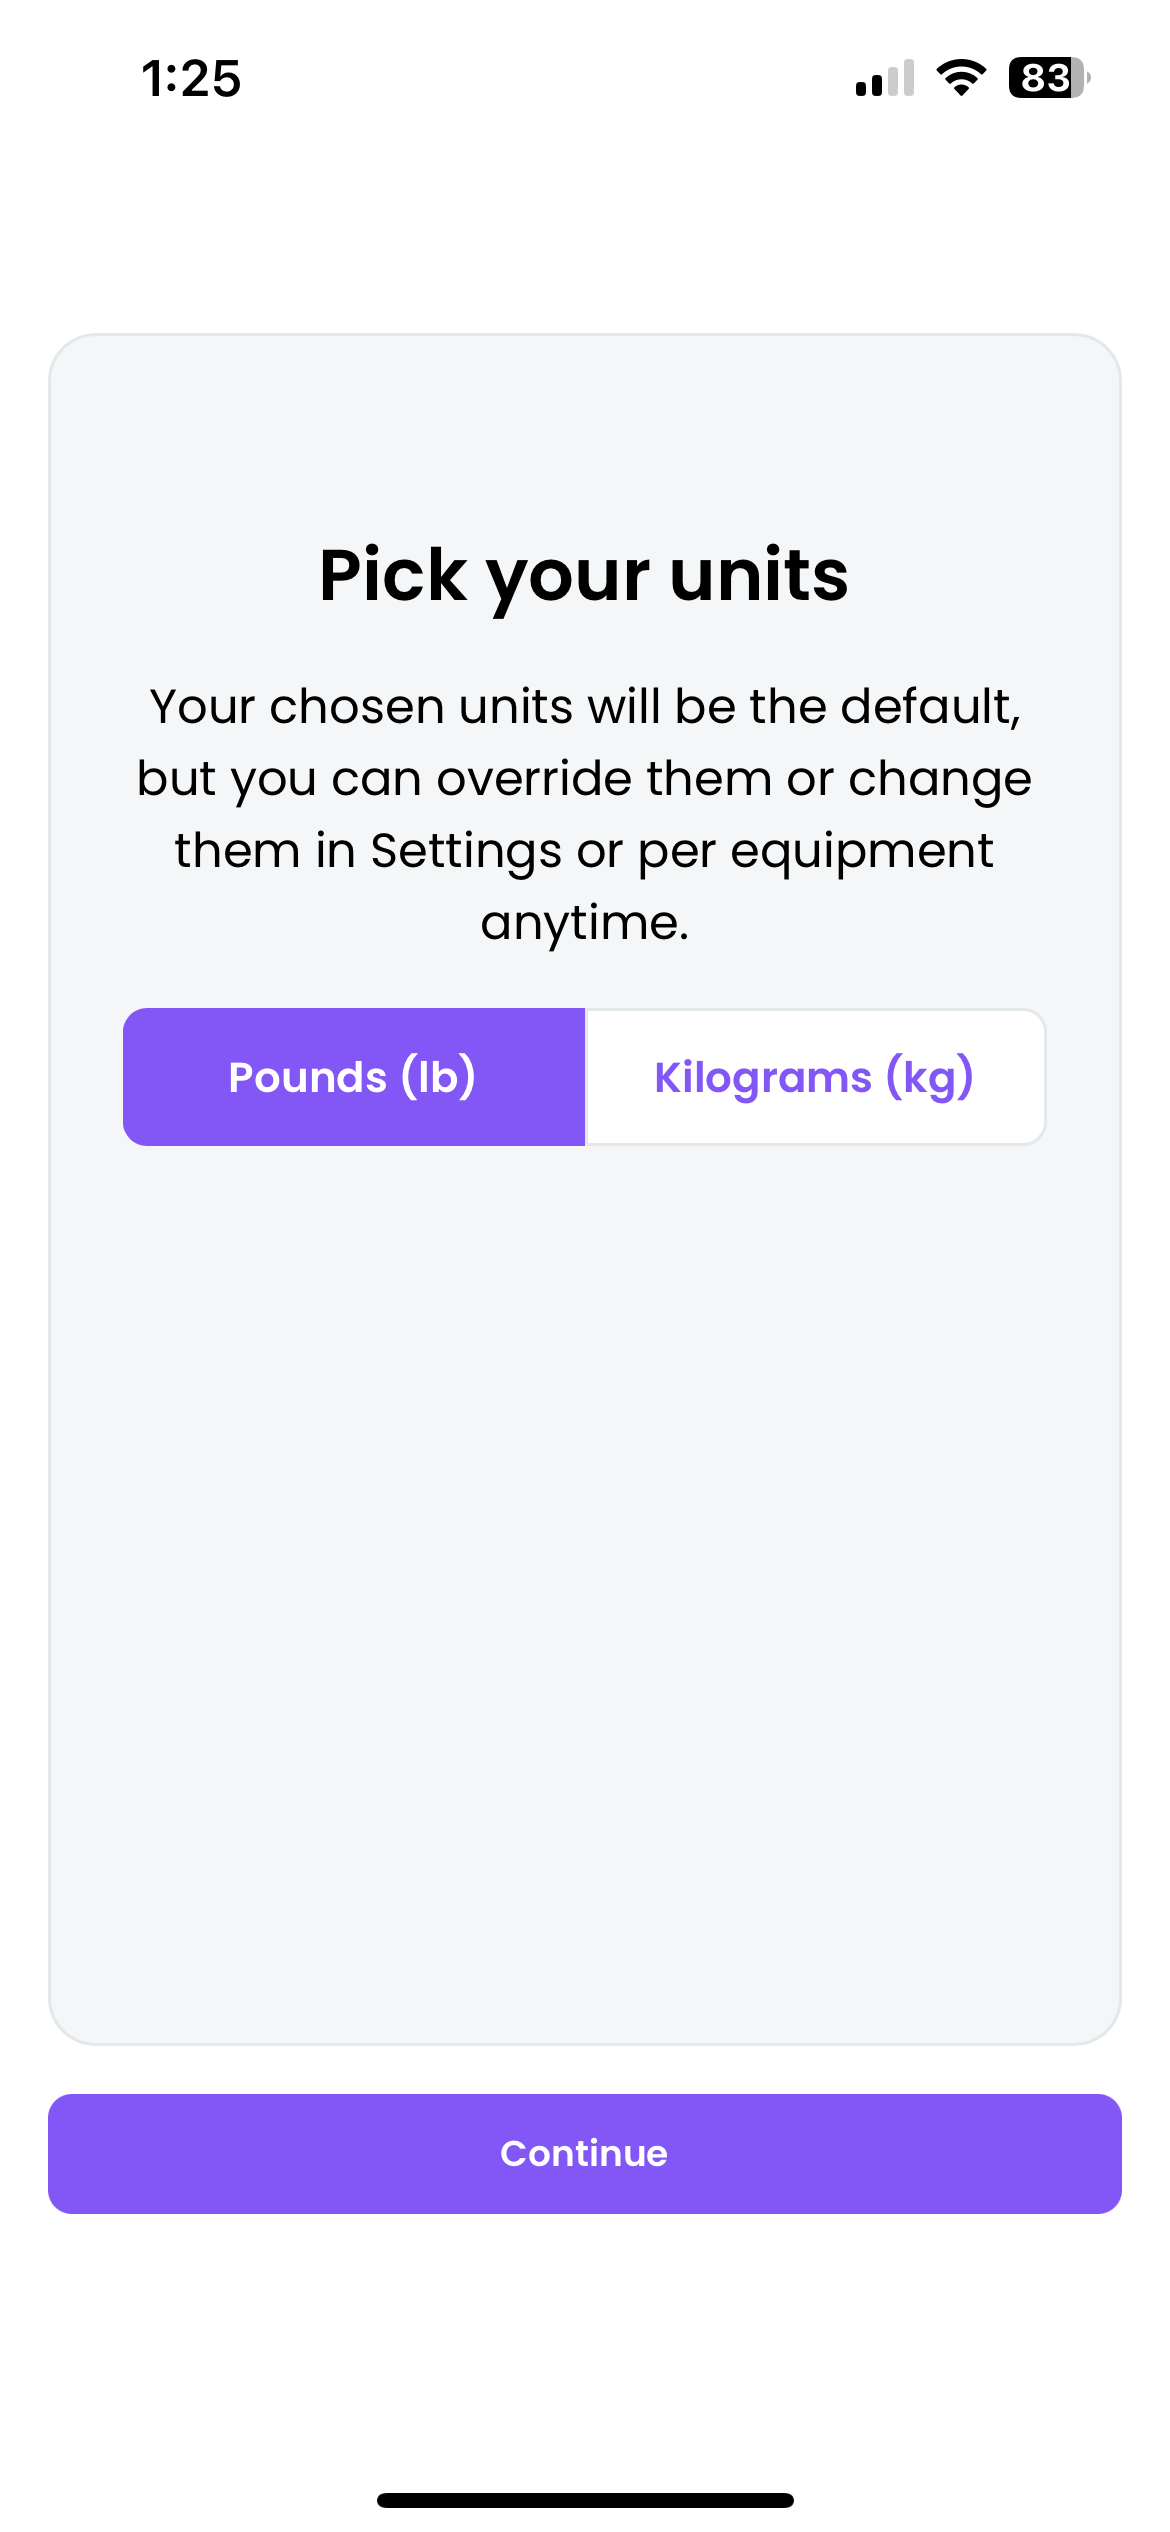 1:25
83
Pick your units
Your chosen units will be the default,
but you can override them or change
them in Settings or per equipment
anytime.
Pounds (lb)
Kilograms (kg)
Continue